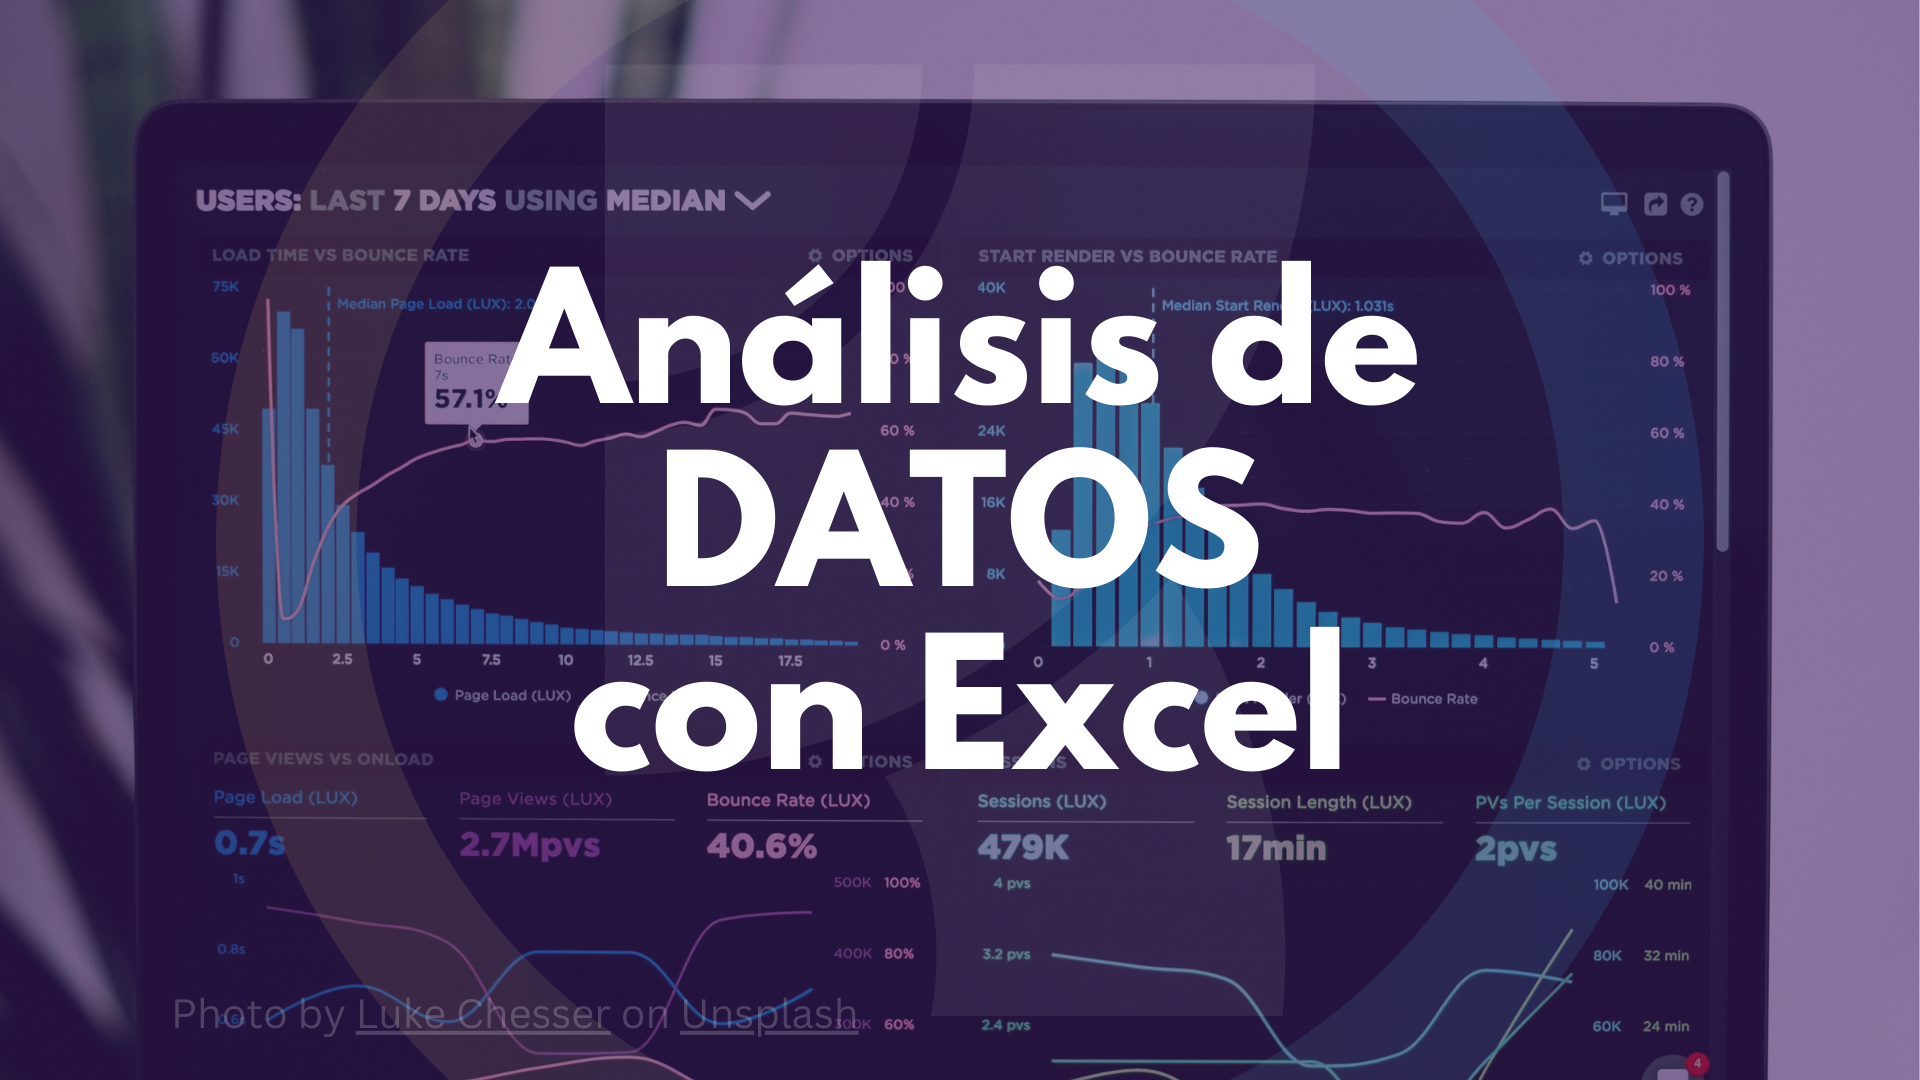 USERS: LAST 7 DAYS USING MEDIAN
LOAD TIME VS BOUNCE RATE
OPTIONS
START RENDER VS BOUNCE RATE
OPTIONS
75K
60K
45K
30K
15K
0
Median Page Load (LUX): 2.0
Bounce Rat
7s
57.1%
60 %
40 %
0 %
0 2.5 5 7.5 10 12.5 15 17.5
Page Load (LUX)
40K
24K
16K
8K
Median Start Ren (LUX): 1.031s
100 %
80 %
60 %
40 %
20 %
0 %
0 1 2 3 4 5
Bounce Rate
Análisis de
DATOS
con Excel
PAGE VIEWS VS ONLOAD
OPTIONS
Page Load (LUX)
0.7s
Page Views (LUX)
2.7Mpvs
Bounce Rate (LUX)
40.6%
Sessions (LUX)
479K
Session Length (LUX)
17min
PVs Per Session (LUX)
2pvs
1s
0.8s
0.6s
500K 100%
400K 80%
300K 60%
4 pvs
3.2 pvs
2.4 pvs
100K 40 min
80K 32 min
60K 24 min
4
Photo by Luke Chesser on Unsplash